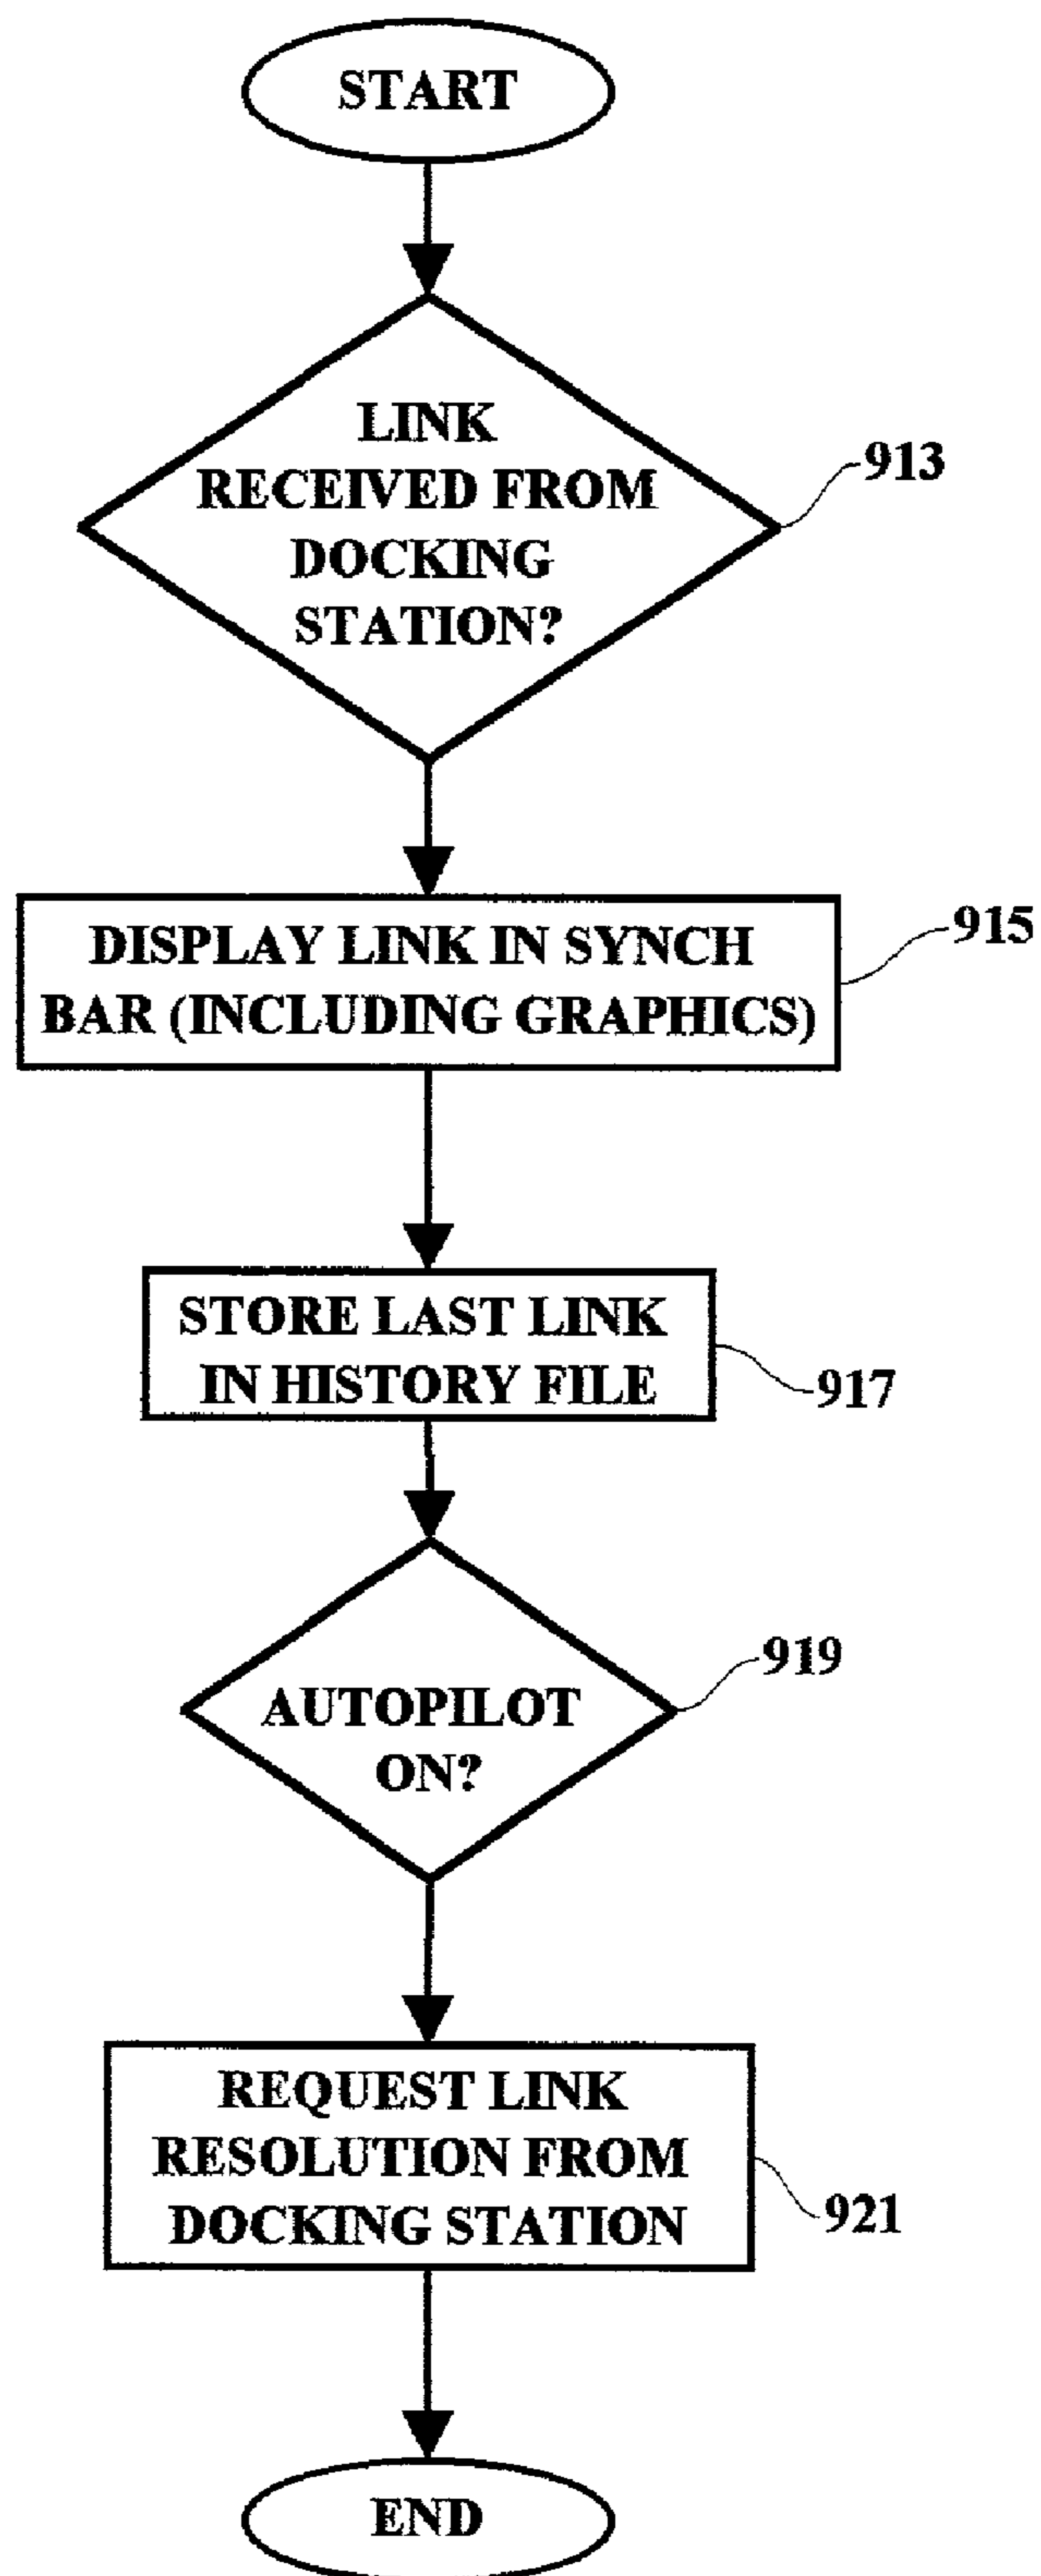 START
LINK
RECEIVED FROM
DOCKING
STATION?
913
DISPLAY LINK IN SYNCH
BAR (INCLUDING GRAPHICS)
915
STORE LAST LINK
IN HISTORY FILE
917
AUTOPILOT
ON?
919
REQUEST LINK
RESOLUTION FROM
DOCKING STATION
921
END